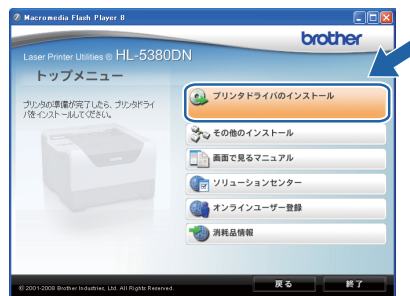 Macromedia Flash Player 8
brother
Laser Printer Utilities © HL-5380DN
トップメニュー
プリンタの準備が完了したら、プリンタドライ
バをインストールしてください。
プリンタドライバのインストール
その他のインストール
画面で見るマニュアル
ソリューションセンター
オンラインユーザー登録
消耗品情報
© 2001-2008 Brother Industries, Ltd. All Rights Reserved.
戻る
終了